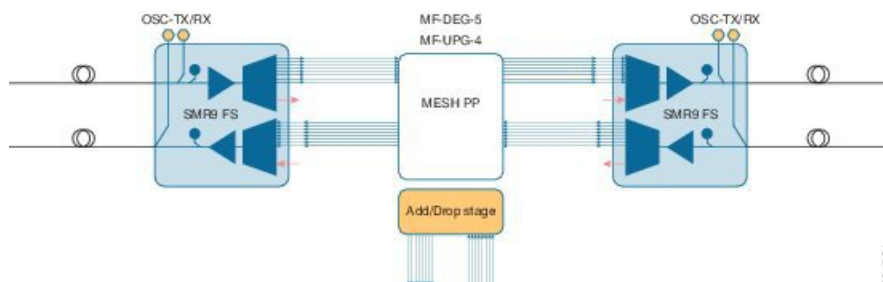 OSC-TX/RX
MF-DEG-5
MF-UPG-4
OSC-TX/RX
SMR9 FS
MESH PP
SMR9 FS
Add/Drop stage